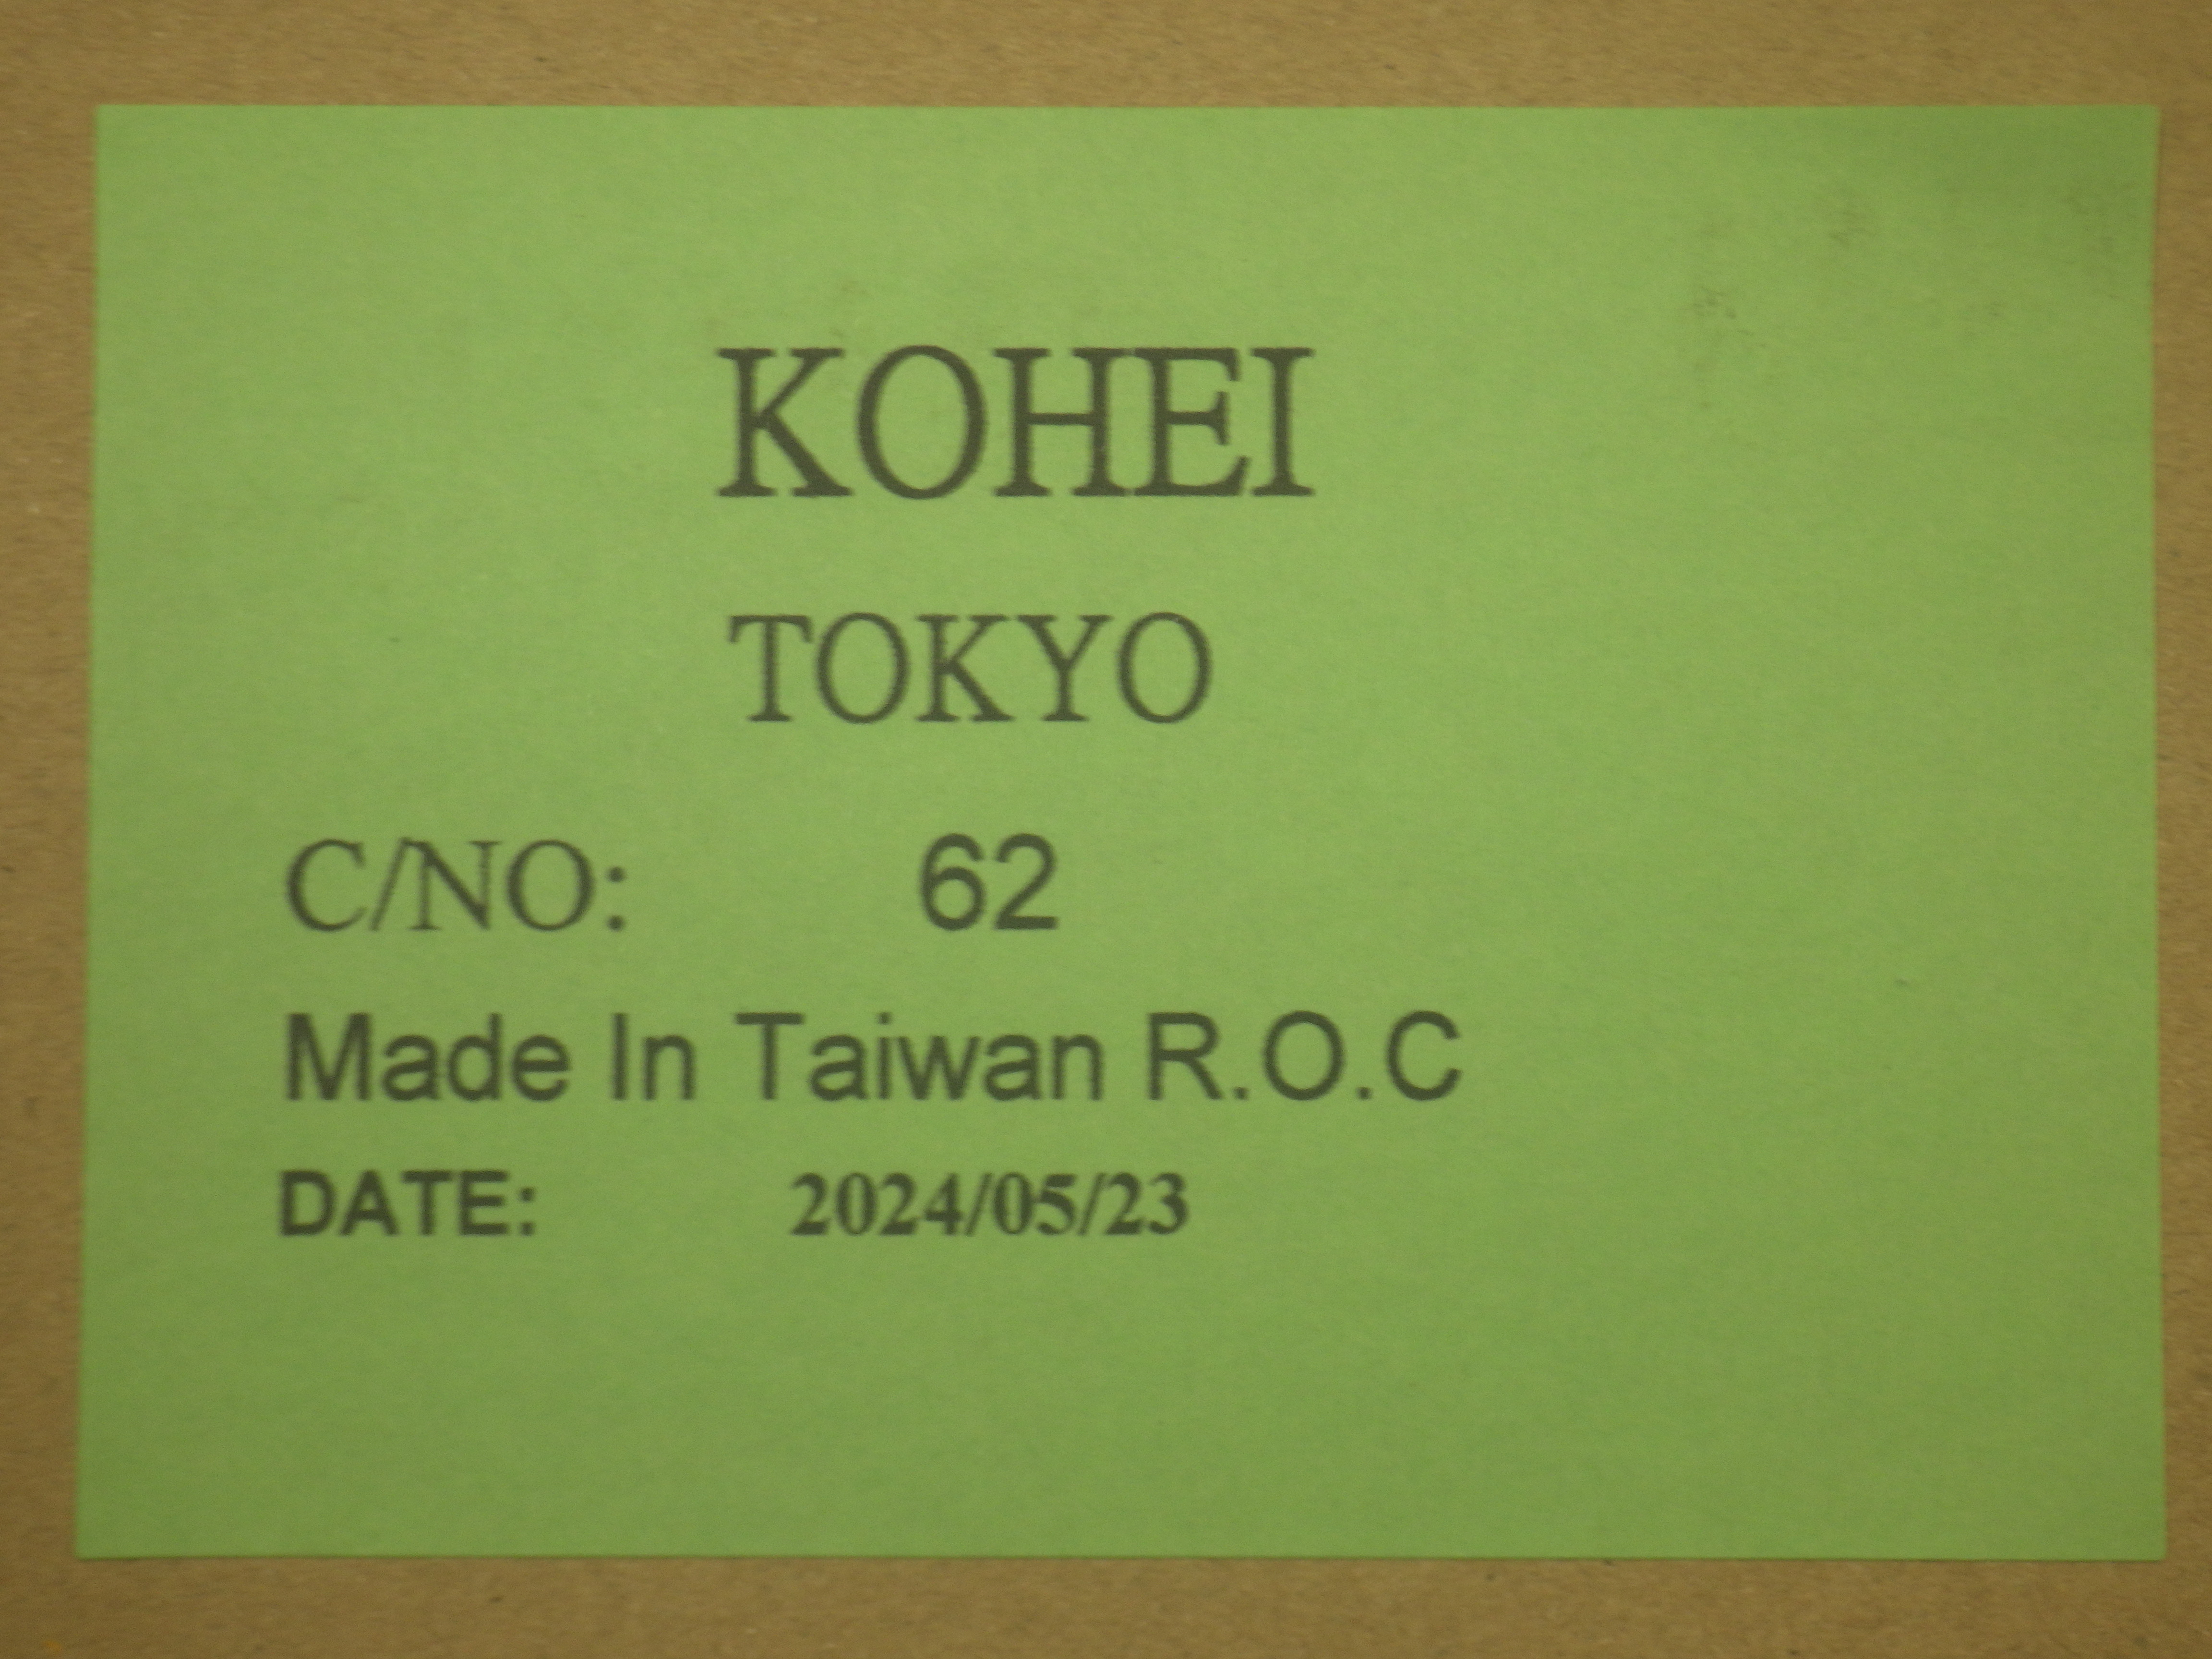 KOHEI
TOKYO
C/NO: 62
Made In Taiwan R.O.C
DATE: 2024/05/23